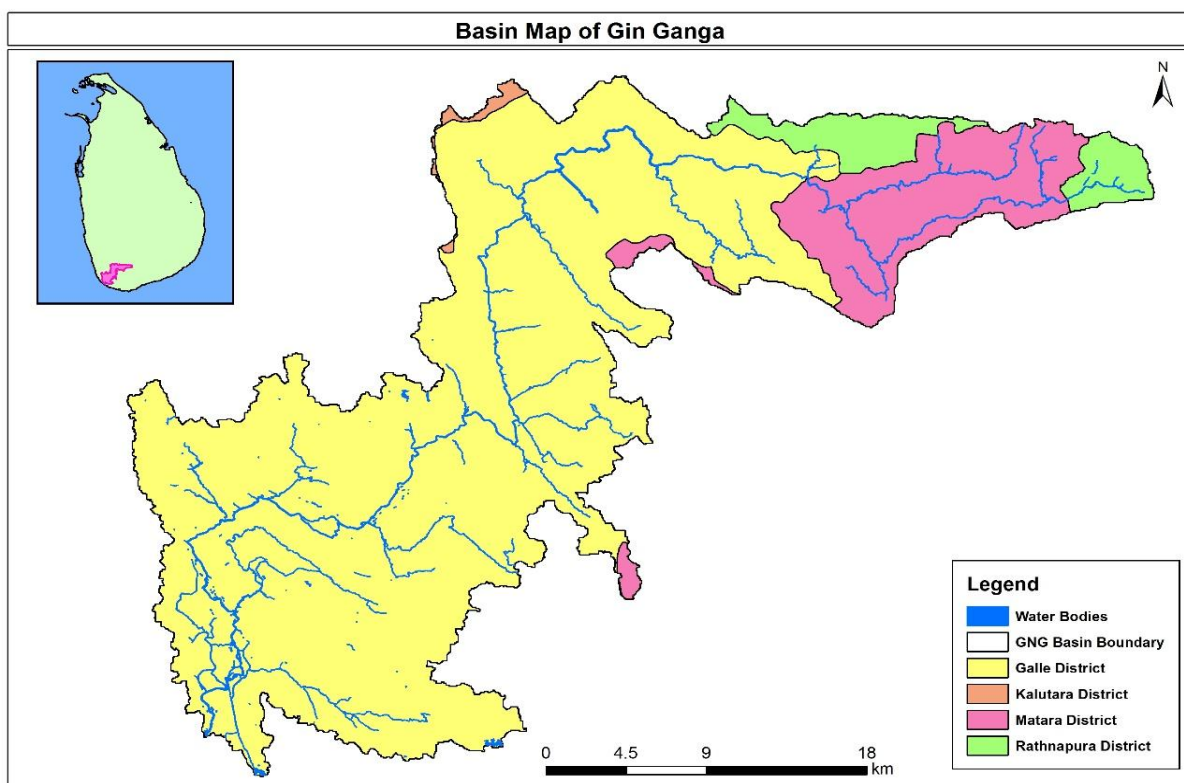 Basin Map of Gin Ganga
N
Legend
Water Bodies
GNG Basin Boundary
Galle District
Kalutara District
Matara District
Rathnapura District
0 4.5 9 18
km